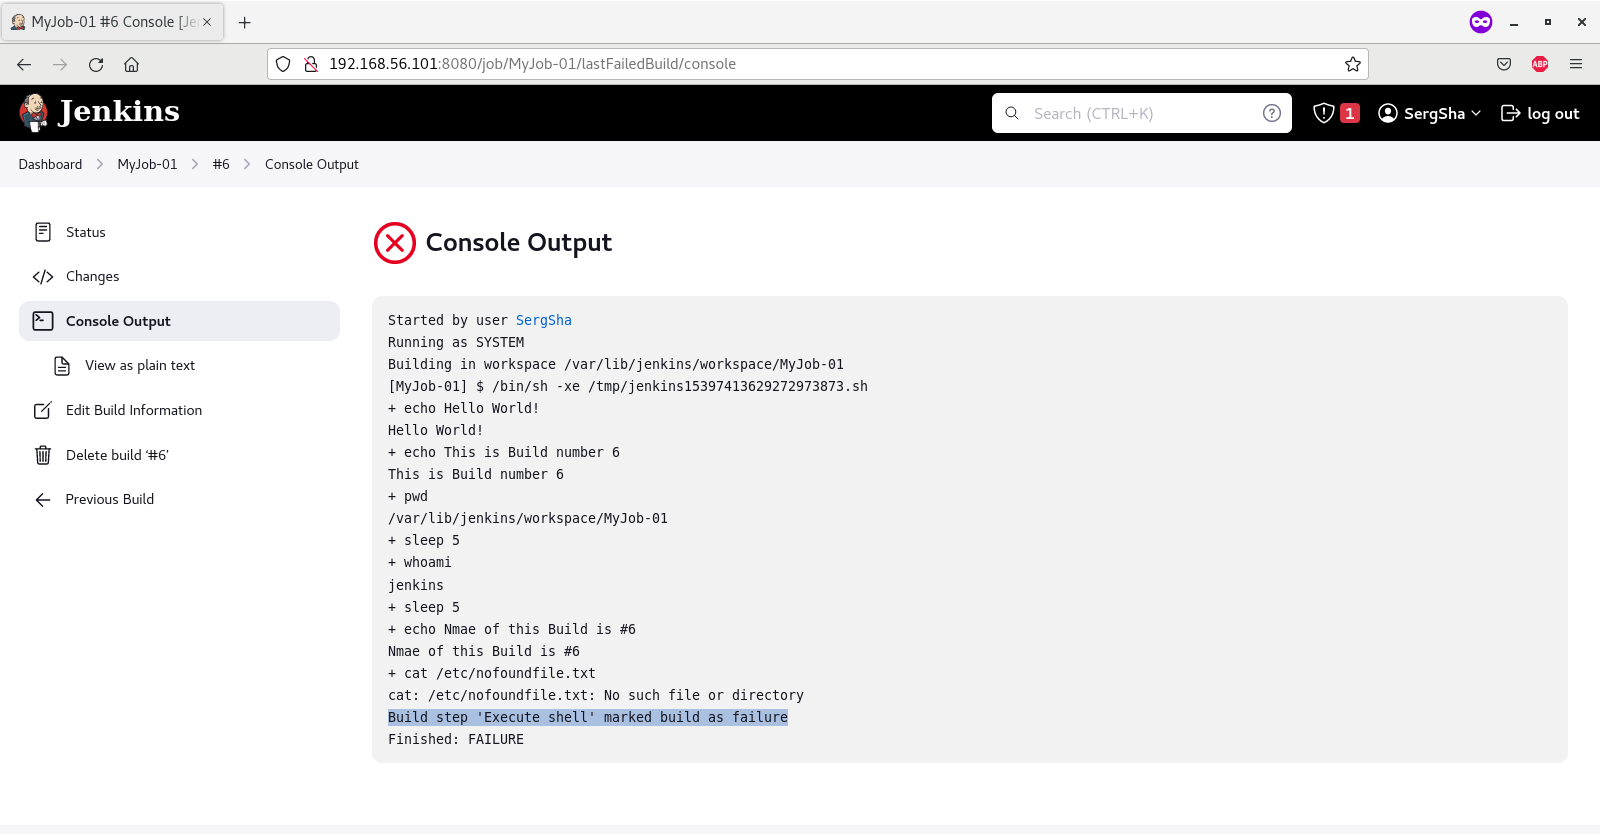 MyJob-01 #6 Console [Je
192.168.56.101:8080/job/MyJob-01/lastFailedBuild/console
ABP
Jenkins
Search (CTRL+K)
?
1
SergSha
log out
Dashboard
MyJob-01
#6
Console Output
Status
Changes
Console Output
View as plain text
Edit Build Information
Delete build ‘#6’
Previous Build
Console Output
Started by user SergSha
Running as SYSTEM
Building in workspace /var/lib/jenkins/workspace/MyJob-01
[MyJob-01] $ /bin/sh -xe /tmp/jenkins15397413629272973873.sh
+ echo Hello World!
Hello World!
+ echo This is Build number 6
This is Build number 6
+ pwd
/var/lib/jenkins/workspace/MyJob-01
+ sleep 5
+ whoami
jenkins
+ sleep 5
+ echo Nmae of this Build is #6
Nmae of this Build is #6
+ cat /etc/nofoundfile.txt
cat: /etc/nofoundfile.txt: No such file or directory
Build step 'Execute shell' marked build as failure
Finished: FAILURE